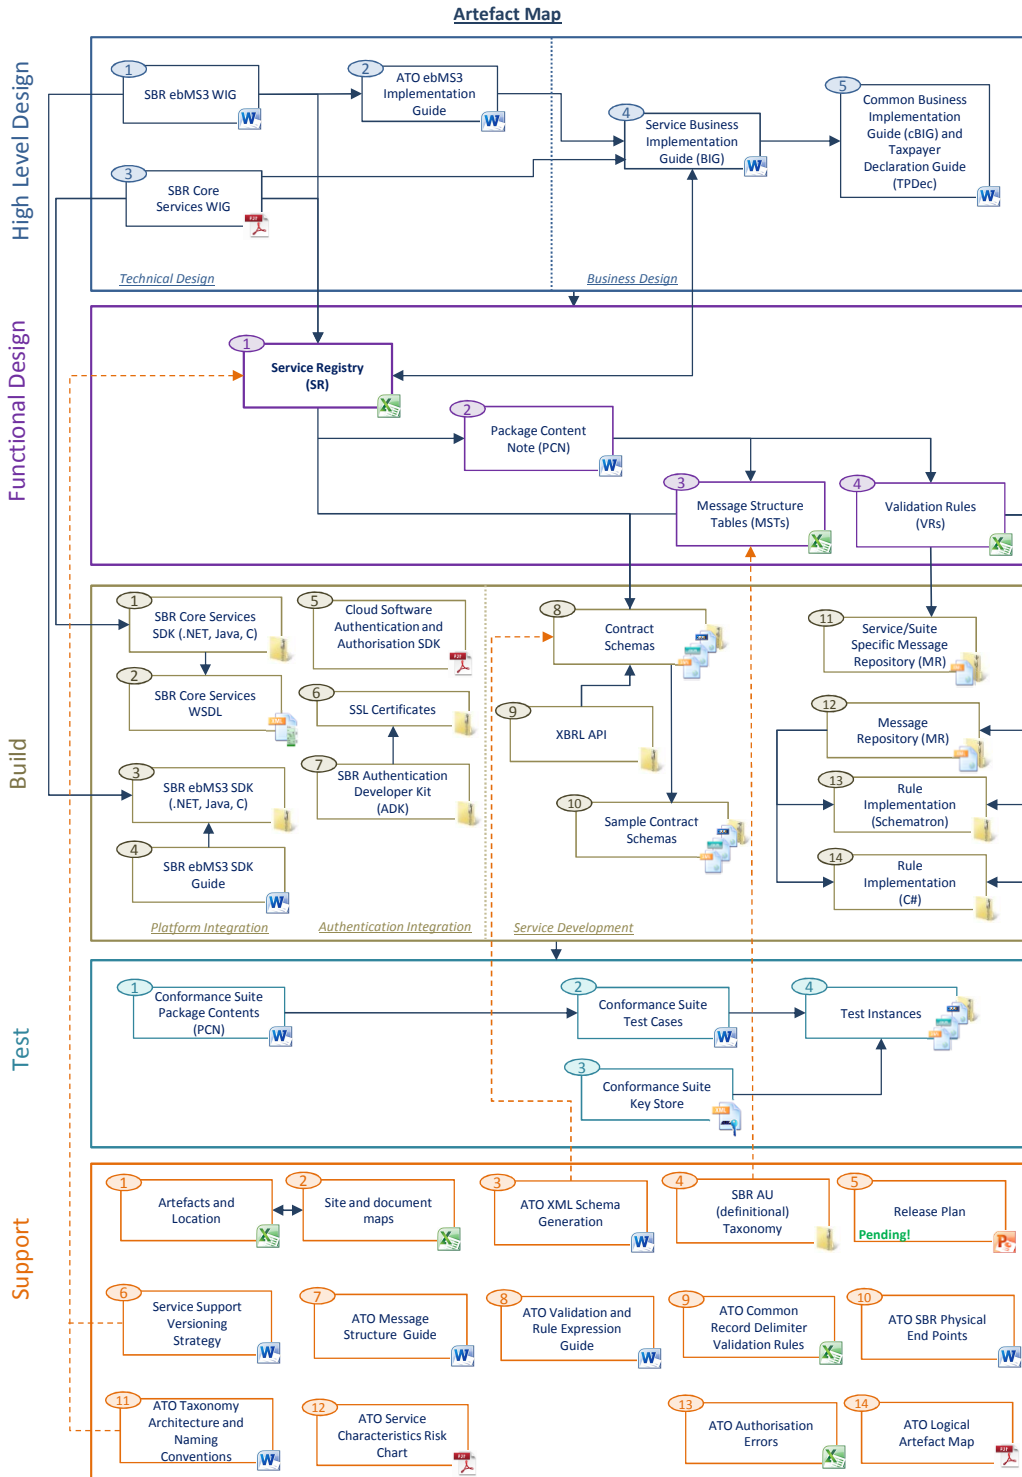 Artefact Map
High Level Design
1
SBR ebMS3 WIG
2
ATO ebMS3
Implementation
Guide
3
SBR Core
Services WIG
4
Service Business
Implementation
Guide (BIG)
5
Common Business
Implementation
Guide (cBIG) and
Taxpayer
Declaration Guide
(TPDec)
Technical Design
Business Design
Functional Design
1
Service Registry
(SR)
2
Package Content
Note (PCN)
3
Message Structure
Tables (MSTs)
4
Validation Rules
(VRs)
Build
1
SBR Core Services
SDK (.NET, Java, C)
2
SBR Core Services
WSDL
3
SBR ebMS3 SDK
(.NET, Java, C)
4
SBR ebMS3 SDK
Guide
5
Cloud Software
Authentication and
Authorisation SDK
6
SSL Certificates
7
SBR Authentication
Developer Kit
(ADK)
8
Contract
Schemas
9
XBRL API
10
Sample Contract
Schemas
11
Service/Suite
Specific Message
Repository (MR)
12
Message
Repository (MR)
13
Rule
Implementation
(Schematron)
14
Rule
Implementation
(C#)
Platform Integration
Authentication Integration
Service Development
Test
1
Conformance Suite
Package Contents
(PCN)
2
Conformance Suite
Test Cases
3
Conformance Suite
Key Store
4
Test Instances
Support
1
Artefacts and
Location
2
Site and document
maps
3
ATO XML Schema
Generation
4
SBR AU
(definitional)
Taxonomy
5
Release Plan
Pending!
6
Service Support
Versioning
Strategy
7
ATO Message
Structure Guide
8
ATO Validation and
Rule Expression
Guide
9
ATO Common
Record Delimiter
Validation Rules
10
ATO SBR Physical
End Points
11
ATO Taxonomy
Architecture and
Naming
Conventions
12
ATO Service
Characteristics Risk
Chart
13
ATO Authorisation
Errors
14
ATO Logical
Artefact Map